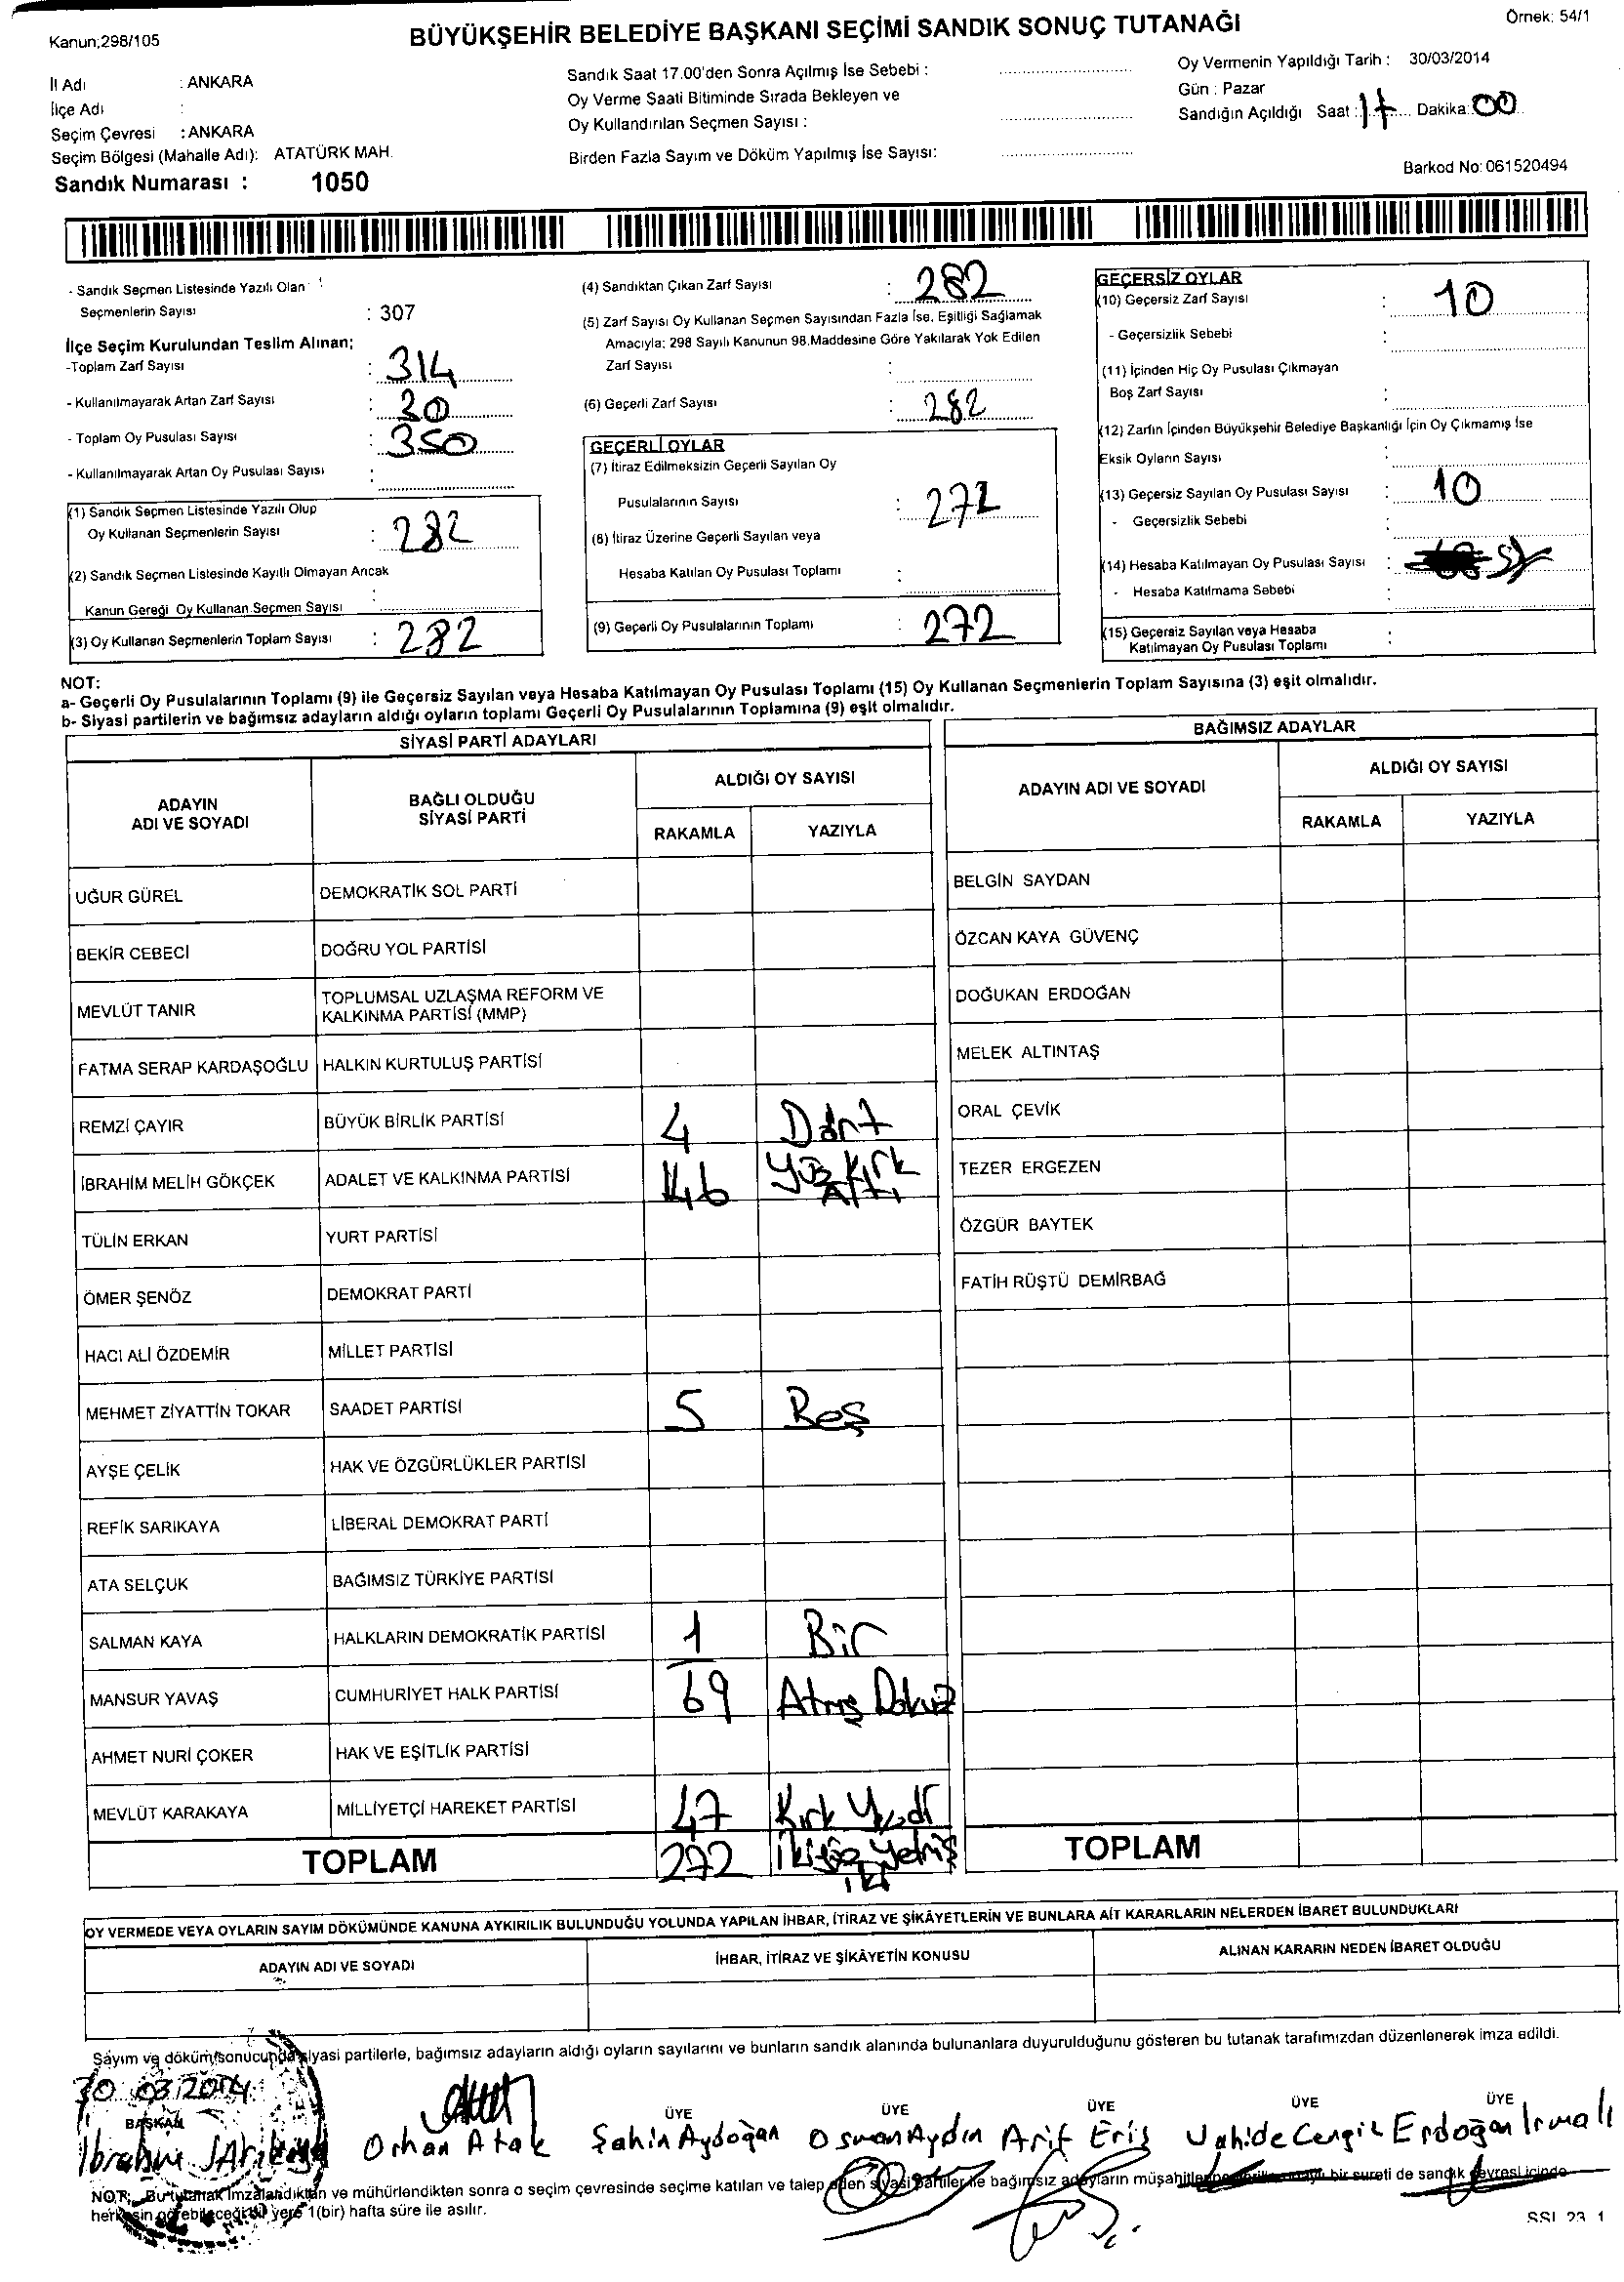 Kanun;298/105
BÜYÜKŞEHİR BELEDİYE BAŞKANI SEÇİMİ SANDIK SONUÇ TUTANAĞI
Örnek: 54/1
İl Adı : ANKARA
İlçe Adı :
Seçim Çevresi : ANKARA
Seçim Bölgesi (Mahalle Adı): ATATÜRK MAH.
Sandık Numarası : 1050
Sandık Saat 17.00'den Sonra Açılmış İse Sebebi :
Oy Verme Saati Bitiminde Sırada Bekleyen ve
Oy Kullandırılan Seçmen Sayısı :
Birden Fazla Sayım ve Döküm Yapılmış İse Sayısı:
Oy Vermenin Yapıldığı Tarih : 30/03/2014
Gün : Pazar
Sandığın Açıldığı Saat : 17 Dakika: 00
Barkod No: 061520494
- Sandık Seçmen Listesinde Yazılı Olan
Seçmenlerin Sayısı : 307
İlçe Seçim Kurulundan Teslim Alınan;
-Toplam Zarf Sayısı : 314
- Kullanılmayarak Artan Zarf Sayısı : 30
- Toplam Oy Pusulası Sayısı : 350
- Kullanılmayarak Artan Oy Pusulası Sayısı :
(1) Sandık Seçmen Listesinde Yazılı Olup
Oy Kullanan Seçmenlerin Sayısı : 282
(2) Sandık Seçmen Listesinde Kayıtlı Olmayan Ancak
Kanun Gereği Oy Kullanan Seçmen Sayısı :
(3) Oy Kullanan Seçmenlerin Toplam Sayısı : 282
(4) Sandıktan Çıkan Zarf Sayısı : 282
(5) Zarf Sayısı Oy Kullanan Seçmen Sayısından Fazla İse, Eşitliği Sağlamak
Amacıyla; 298 Sayılı Kanunun 98.Maddesine Göre Yakılarak Yok Edilen
Zarf Sayısı :
(6) Geçerli Zarf Sayısı : 282
GEÇERLİ OYLAR
(7) İtiraz Edilmeksizin Geçerli Sayılan Oy
Pusulalarının Sayısı : 272
(8) İtiraz Üzerine Geçerli Sayılan veya
Hesaba Katılan Oy Pusulası Toplamı :
(9) Geçerli Oy Pusulalarının Toplamı : 272
GEÇERSİZ OYLAR
(10) Geçersiz Zarf Sayısı : 10
- Geçersizlik Sebebi :
(11) İçinden Hiç Oy Pusulası Çıkmayan
Boş Zarf Sayısı :
(12) Zarfın İçinden Büyükşehir Belediye Başkanlığı İçin Oy Çıkmamış İse
Eksik Oyların Sayısı :
(13) Geçersiz Sayılan Oy Pusulası Sayısı : 10
- Geçersizlik Sebebi :
(14) Hesaba Katılmayan Oy Pusulası Sayısı :
- Hesaba Katılmama Sebebi :
(15) Geçersiz Sayılan veya Hesaba
Katılmayan Oy Pusulası Toplamı :
NOT:
a- Geçerli Oy Pusulalarının Toplamı (9) ile Geçersiz Sayılan veya Hesaba Katılmayan Oy Pusulası Toplamı (15) Oy Kullanan Seçmenlerin Toplam Sayısına (3) eşit olmalıdır.
b- Siyasi partilerin ve bağımsız adayların aldığı oyların toplamı Geçerli Oy Pusulalarının Toplamına (9) eşit olmalıdır.
SİYASİ PARTİ ADAYLARI
ADAYIN ADI VE SOYADI
BAĞLI OLDUĞU SİYASİ PARTİ
ALDIĞI OY SAYISI
RAKAMLA YAZIYLA
UĞUR GÜREL DEMOKRATİK SOL PARTİ
BEKİR CEBECİ DOĞRU YOL PARTİSİ
MEVLÜT TANIR TOPLUMSAL UZLAŞMA REFORM VE
KALKINMA PARTİSİ (MMP)
FATMA SERAP KARDAŞOĞLU HALKIN KURTULUŞ PARTİSİ
REMZİ ÇAYIR BÜYÜK BİRLİK PARTİSİ 4 Dört
İBRAHİM MELİH GÖKÇEK ADALET VE KALKINMA PARTİSİ 146 Yüz kırk
Altı
TÜLİN ERKAN YURT PARTİSİ
ÖMER ŞENÖZ DEMOKRAT PARTİ
HACI ALİ ÖZDEMİR MİLLET PARTİSİ
MEHMET ZİYATTİN TOKAR SAADET PARTİSİ 5 Beş
AYŞE ÇELİK HAK VE ÖZGÜRLÜKLER PARTİSİ
REFİK SARIKAYA LİBERAL DEMOKRAT PARTİ
ATA SELÇUK BAĞIMSIZ TÜRKİYE PARTİSİ
SALMAN KAYA HALKLARIN DEMOKRATİK PARTİSİ 1 Bir
MANSUR YAVAŞ CUMHURİYET HALK PARTİSİ 69 Atmış Dokuz
AHMET NURİ ÇOKER HAK VE EŞİTLİK PARTİSİ
MEVLÜT KARAKAYA MİLLİYETÇİ HAREKET PARTİSİ 47 Kırk Yedi
TOPLAM 272 İkiyüz yetmiş
iki
BAĞIMSIZ ADAYLAR
ADAYIN ADI VE SOYADI
ALDIĞI OY SAYISI
RAKAMLA YAZIYLA
BELGİN SAYDAN
ÖZCAN KAYA GÜVENÇ
DOĞUKAN ERDOĞAN
MELEK ALTINTAŞ
ORAL ÇEVİK
TEZER ERGEZEN
ÖZGÜR BAYTEK
FATİH RÜŞTÜ DEMİRBAĞ
TOPLAM
OY VERMEDE VEYA OYLARIN SAYIM DÖKÜMÜNDE KANUNA AYKIRILIK BULUNDUĞU YOLUNDA YAPILAN İHBAR, İTİRAZ VE ŞİKÂYETLERİN VE BUNLARA AİT KARARLARIN NELERDEN İBARET BULUNDUKLARI
ADAYIN ADI VE SOYADI İHBAR, İTİRAZ VE ŞİKÂYETİN KONUSU ALINAN KARARIN NEDEN İBARET OLDUĞU
Sayım ve döküm sonucunda siyasi partilerle, bağımsız adayların aldığı oyların sayılarını ve bunların sandık alanında bulunanlara duyurulduğunu gösteren bu tutanak tarafımızdan düzenlenerek imza edildi.
30.03.2014
BAŞKAN ÜYE ÜYE ÜYE ÜYE ÜYE
Orhan Atak Şahin Aydoğan Osman Aydın Arif Eriş Vahide Cengiz Erdoğan Irmalı
NOT: Bu tutanak imzalandıktan ve mühürlendikten sonra o seçim çevresinde seçime katılan ve talep eden siyasi partiler ile bağımsız adayların müşahitlerine bir sureti de sandık çevresi içinde
herkesin görebileceği bir yere 1(bir) hafta süre ile asılır.
SSI 23 1